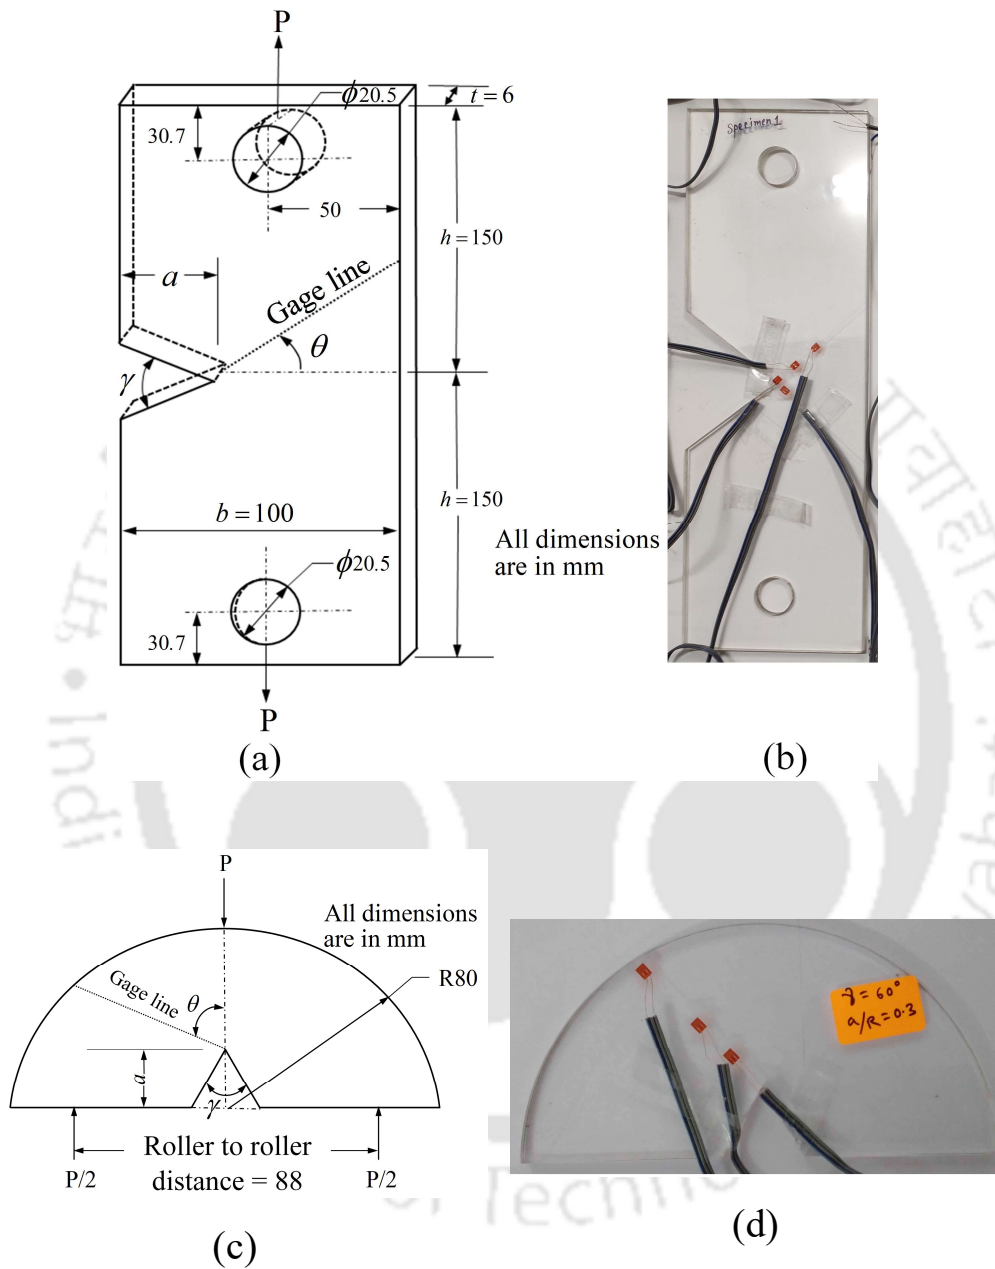 P
ϕ20.5
t = 6
30.7
50
h = 150
a
Gage line
θ
γ
b = 100
h = 150
ϕ20.5
30.7
P
All dimensions
are in mm
(a)
Specimen 1
(b)
P
All dimensions
are in mm
R80
Gage line
θ
a
γ
Roller to roller
distance = 88
P/2
P/2
(c)
γ = 60°
a/R = 0.3
(d)